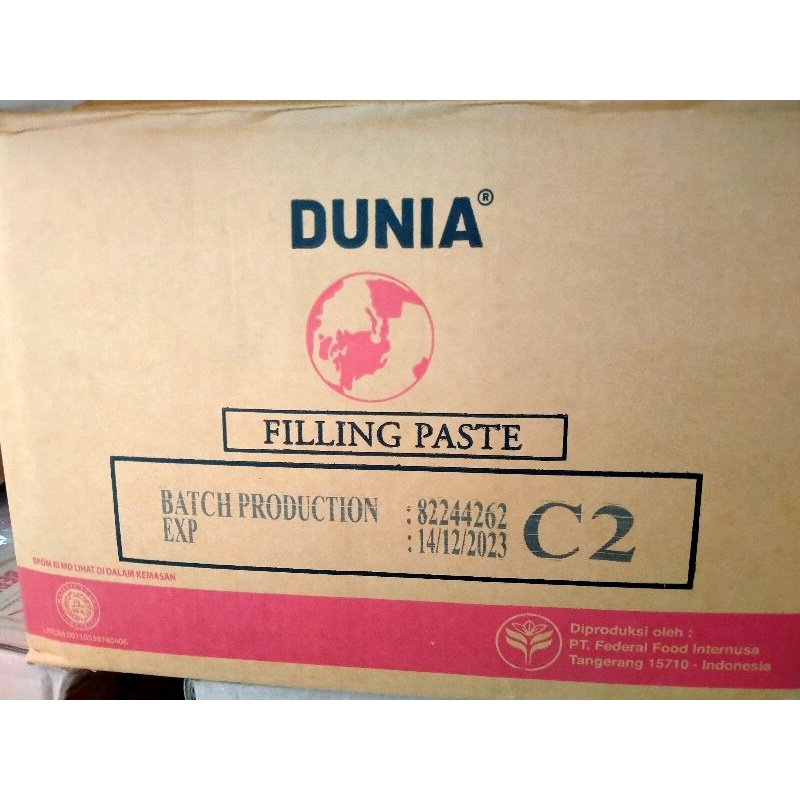 DUNIA®
FILLING PASTE
BATCH PRODUCTION : 82244262
EXP : 14/12/2023
C2
BPOM RI MD LIHAT DI DALAM KEMASAN
Diproduksi oleh :
PT. Federal Food Internusa
Tangerang 15710 - Indonesia